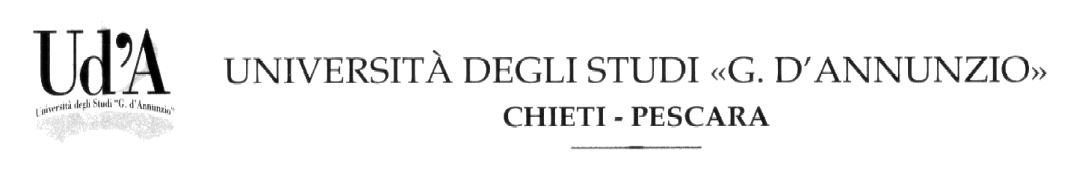 Ud'A
Università degli Studi "G. d'Annunzio"
UNIVERSITÀ DEGLI STUDI «G. D'ANNUNZIO»
CHIETI - PESCARA